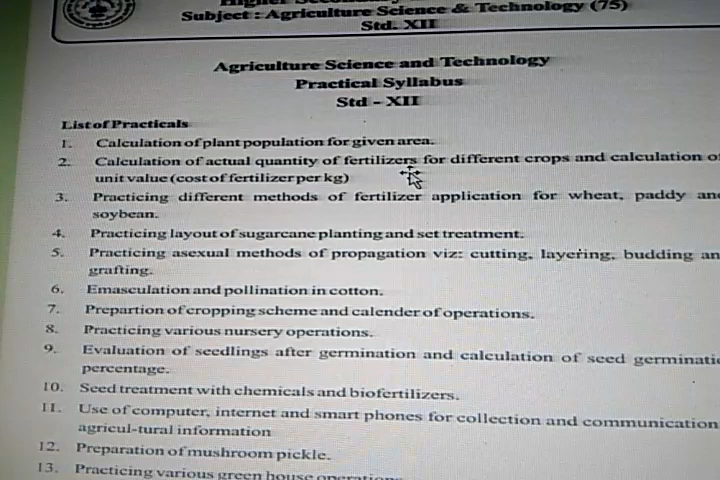 Subject : Agriculture Science & Technology (75)
Std. XII
Agriculture Science and Technology
Practical Syllabus
Std - XII
List of Practicals
1. Calculation of plant population for given area.
2. Calculation of actual quantity of fertilizers for different crops and calculation of
unit value (cost of fertilizer per kg)
3. Practicing different methods of fertilizer application for wheat, paddy and
soybean.
4. Practicing layout of sugarcane planting and set treatment.
5. Practicing asexual methods of propagation viz: cutting, layering, budding an
grafting.
6. Emasculation and pollination in cotton.
7. Prepartion of cropping scheme and calender of operations.
8. Practicing various nursery operations.
9. Evaluation of seedlings after germination and calculation of seed germinati
percentage.
10. Seed treatment with chemicals and biofertilizers.
11. Use of computer, internet and smart phones for collection and communication
agricul-tural information
12. Preparation of mushroom pickle.
13. Practicing various green house operations